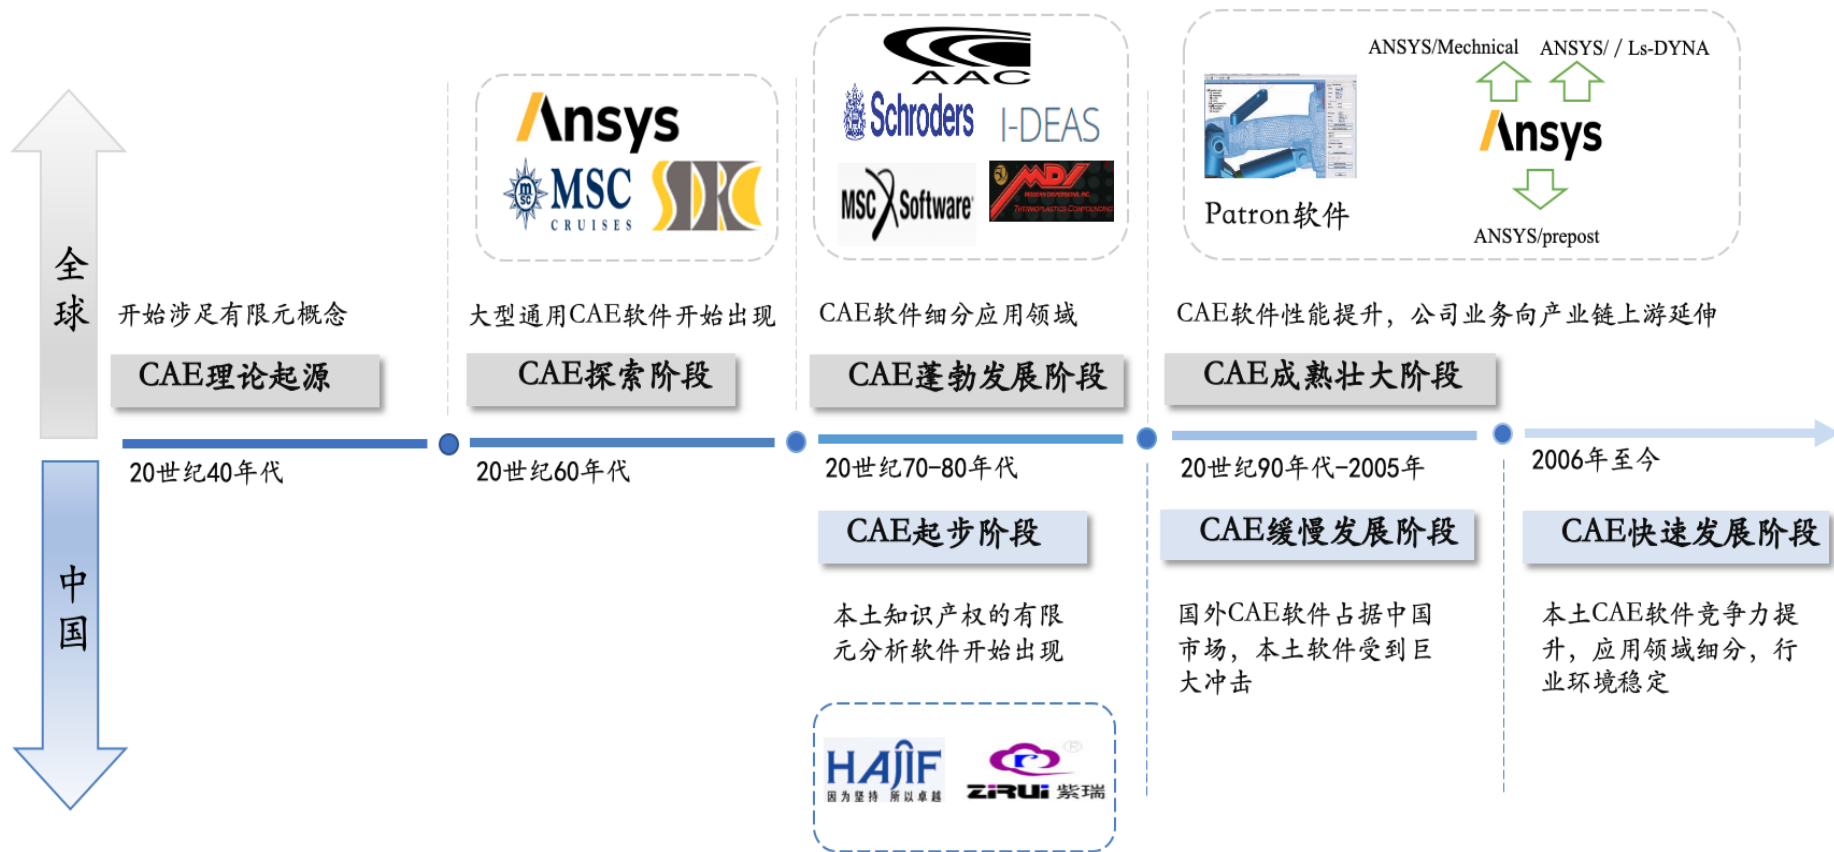 ANSYS/Mechnical
ANSYS/ / Ls-DYNA
AAC
Ansys
Schroders
I-DEAS
Ansys
MSC
CRUISES
SDRC
MSC Software
MDI
MODERN DISPERSIONS, INC.
THERMOPLASTICS COMPOUNDING
Patron软件
ANSYS/prepost
全球
开始涉足有限元概念
大型通用CAE软件开始出现
CAE软件细分应用领域
CAE软件性能提升，公司业务向产业链上游延伸
CAE理论起源
CAE探索阶段
CAE蓬勃发展阶段
CAE成熟壮大阶段
20世纪40年代
20世纪60年代
20世纪70-80年代
20世纪90年代-2005年
2006年至今
中国
CAE起步阶段
CAE缓慢发展阶段
CAE快速发展阶段
本土知识产权的有限
元分析软件开始出现
国外CAE软件占据中国
市场，本土软件受到巨
大冲击
本土CAE软件竞争力提
升，应用领域细分，行
业环境稳定
HAJIF
因为坚持 所以卓越
ZiRUi 紫瑞